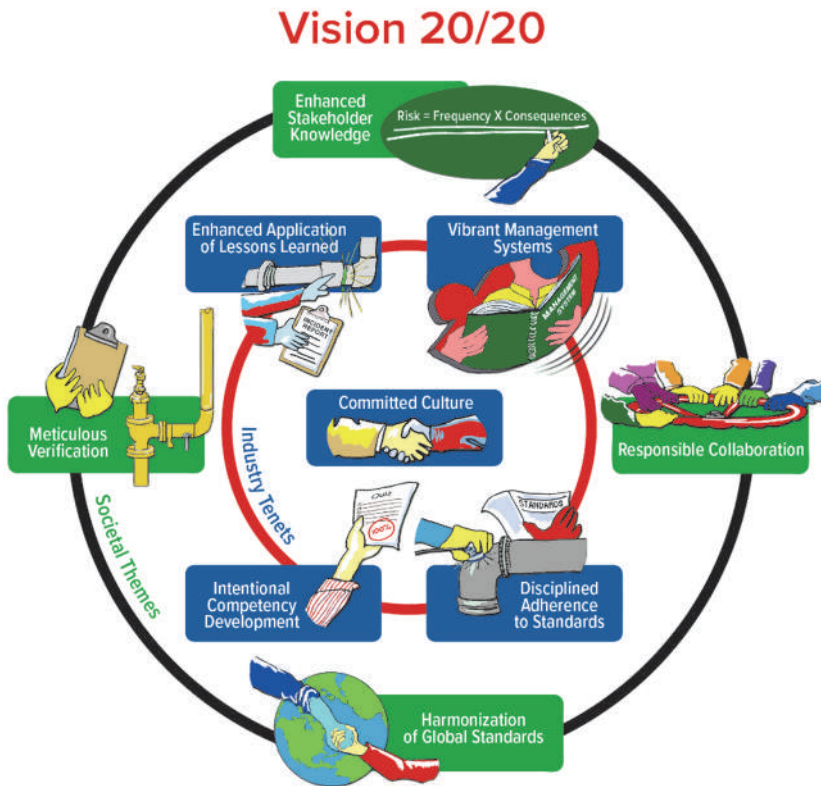 Vision 20/20
Enhanced
Stakeholder
Knowledge
Risk = Frequency X Consequences
Enhanced Application
of Lessons Learned
INCIDENT
REPORT
Vibrant Management
Systems
MANAGEMENT
SYSTEM
Committed Culture
Meticulous
Verification
Responsible Collaboration
Industry Tenets
Societal Themes
QUIZ
100%
STANDARDS
Intentional
Competency
Development
Disciplined
Adherence
to Standards
Harmonization
of Global Standards